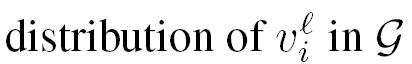 distribution of $v_i^\ell$ in $\mathcal{G}$